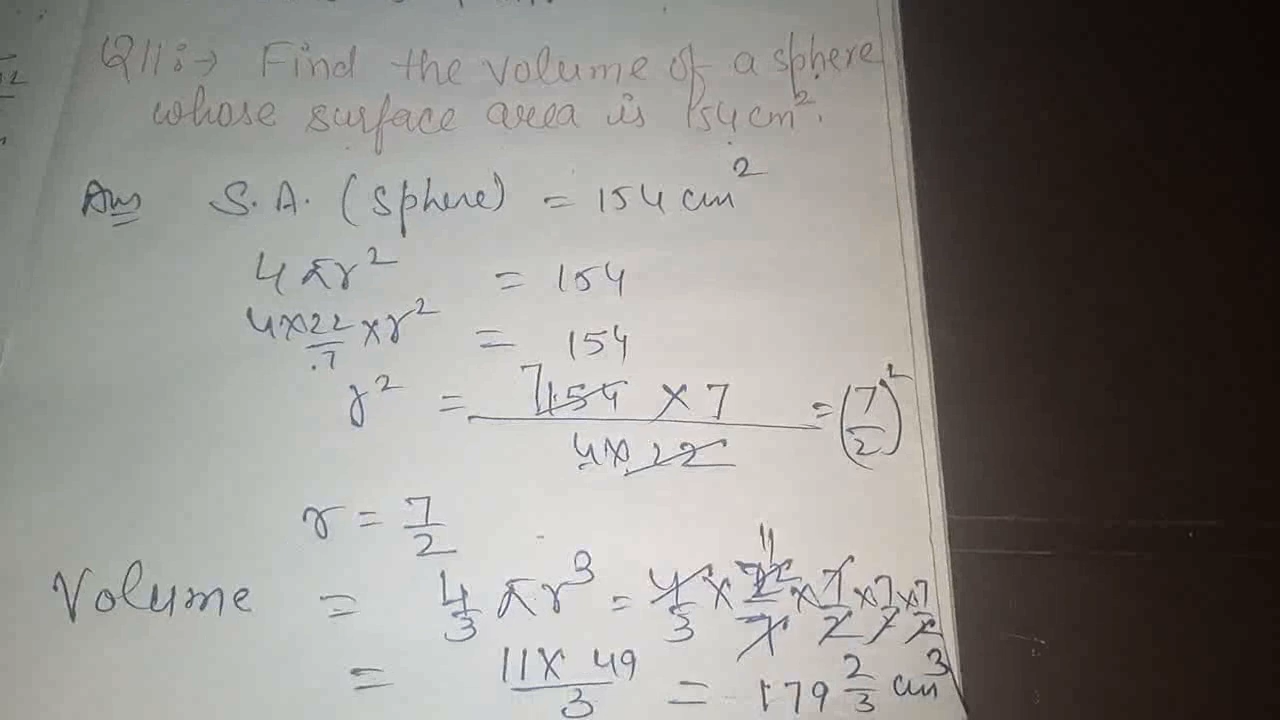 Q11:→ Find the volume of a sphere
whose surface area is 154 cm².
Ans S.A. (sphere) = 154 cm²
4πr² = 154
4×22/7 ×r² = 154
r² = 7 154 × 7 / 4×22 = (7/2)²
r = 7/2
Volume = 4/3 πr³ = 4/3 × 11 22/7 × 7/2 × 7/2 × 7/2
= 11× 49/3 = 179 2/3 cm³